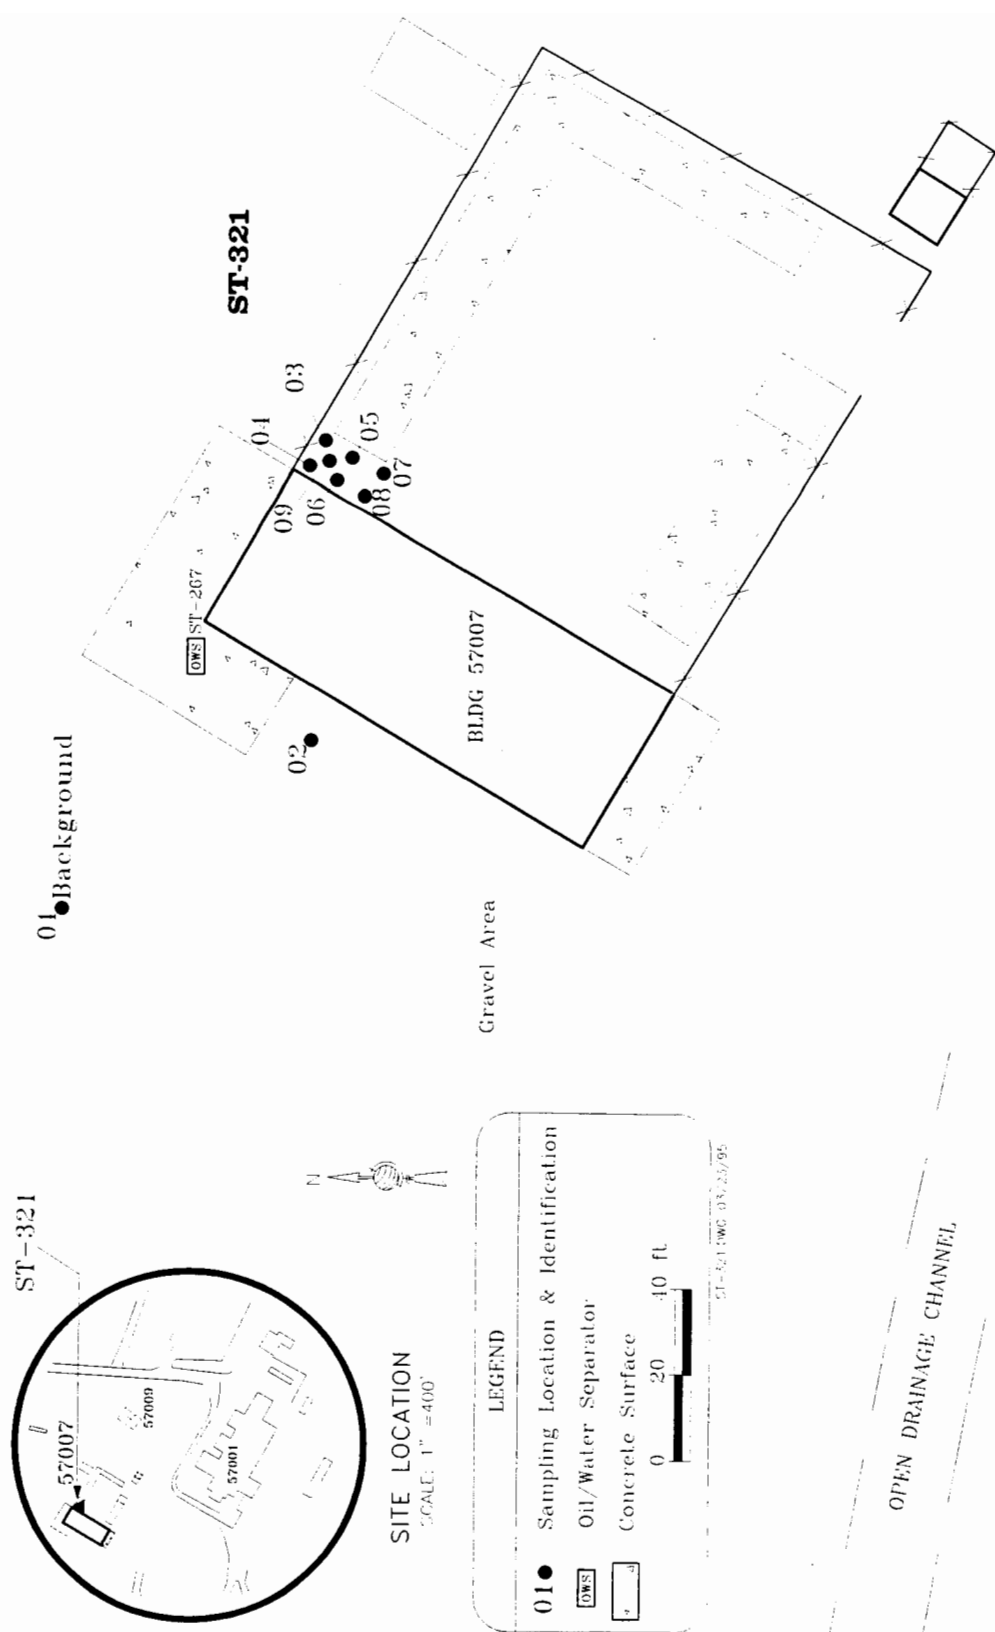 ST-321
57007
57009
57001
SITE LOCATION
SCALE: 1" =400'
N
LEGEND
01 Sampling Location & Identification
OWS Oil/Water Separator
Concrete Surface
0 20 40 ft
OPEN DRAINAGE CHANNEL
Gravel Area
01 Background
02
OWS ST-267
BLDG 57007
09
06
08
07
04
05
03
ST-321